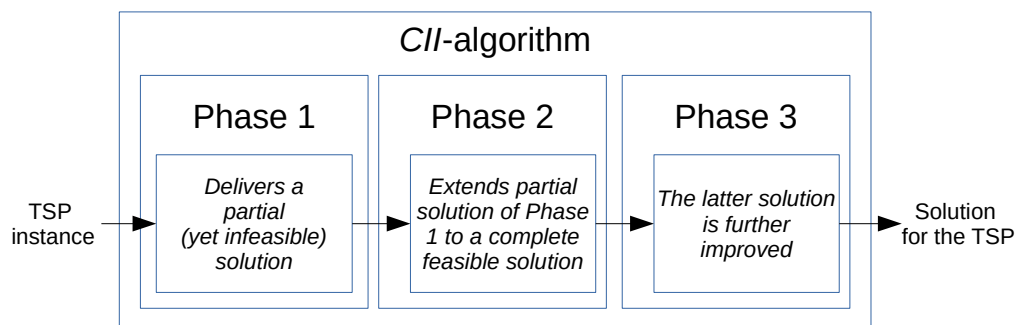 CII-algorithm
Phase 1
Phase 2
Phase 3
TSP
instance
Delivers a
partial
(yet infeasible)
solution
Extends partial
solution of Phase
1 to a complete
feasible solution
The latter solution
is further
improved
Solution
for the TSP